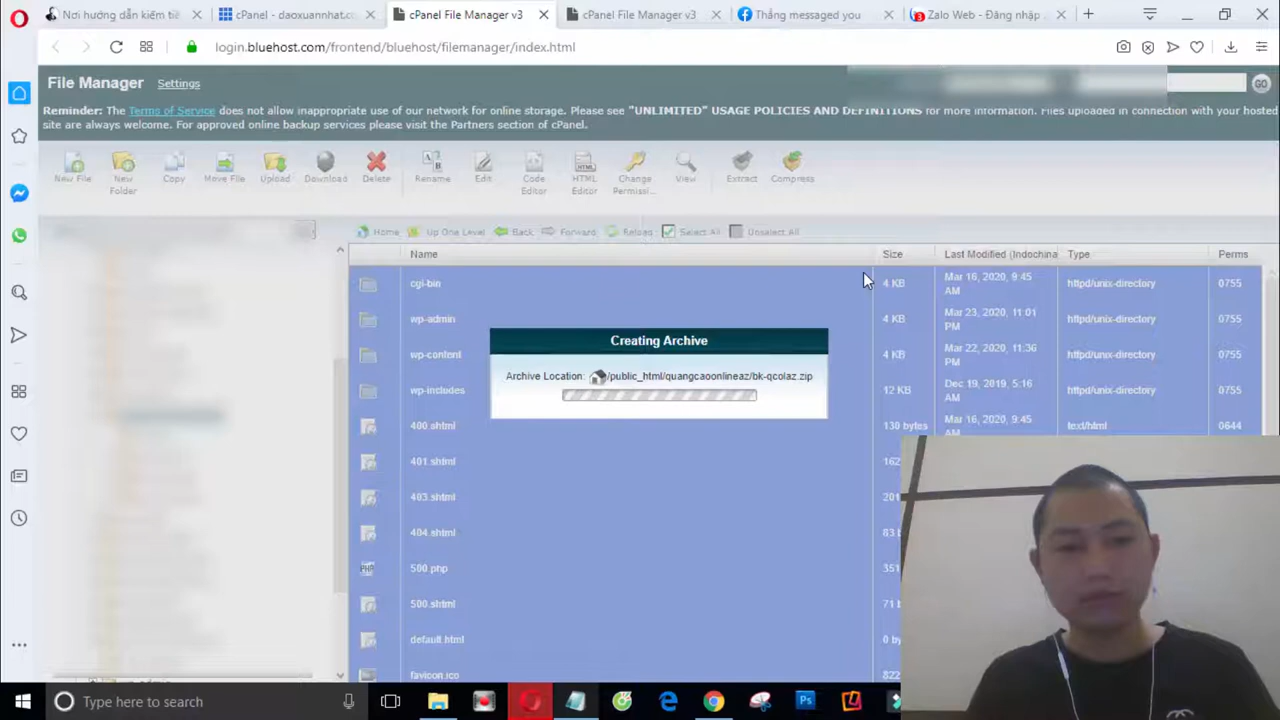 Nơi hướng dẫn kiếm tiề
cPanel - daoxuannhat.c
cPanel File Manager v3
cPanel File Manager v3
Thắng messaged you
Zalo Web - Đăng nhập
login.bluehost.com/frontend/bluehost/filemanager/index.html
File Manager Settings
GO
Reminder: The Terms of Service does not allow inappropriate use of our network for online storage. Please see "UNLIMITED" USAGE POLICIES AND DEFINITIONS for more information. Files uploaded in connection with your hosted
site are always welcome. For approved online backup services please visit the Partners section of cPanel.
New File
New Folder
Copy
Move File
Upload
Download
Delete
Rename
Edit
Code Editor
HTML Editor
Change Permissi...
View
Extract
Compress
Home Up One Level Back Forward Reload Select All Unselect All
Name Size Last Modified (Indochina Type Perms
cgi-bin 4 KB Mar 16, 2020, 9:45 AM httpd/unix-directory 0755
wp-admin 4 KB Mar 23, 2020, 11:01 PM httpd/unix-directory 0755
wp-content 4 KB Mar 22, 2020, 11:36 PM httpd/unix-directory 0755
wp-includes 12 KB Dec 19, 2019, 5:16 AM httpd/unix-directory 0755
400.shtml 130 bytes Mar 16, 2020, 9:45 AM text/html 0644
401.shtml 162
403.shtml 201
404.shtml 83 b
500.php 351
500.shtml 71 b
default.html 0 by
favicon.ico 822
Creating Archive
Archive Location: /public_html/quangcaoonlineaz/bk-qcolaz.zip
Type here to search